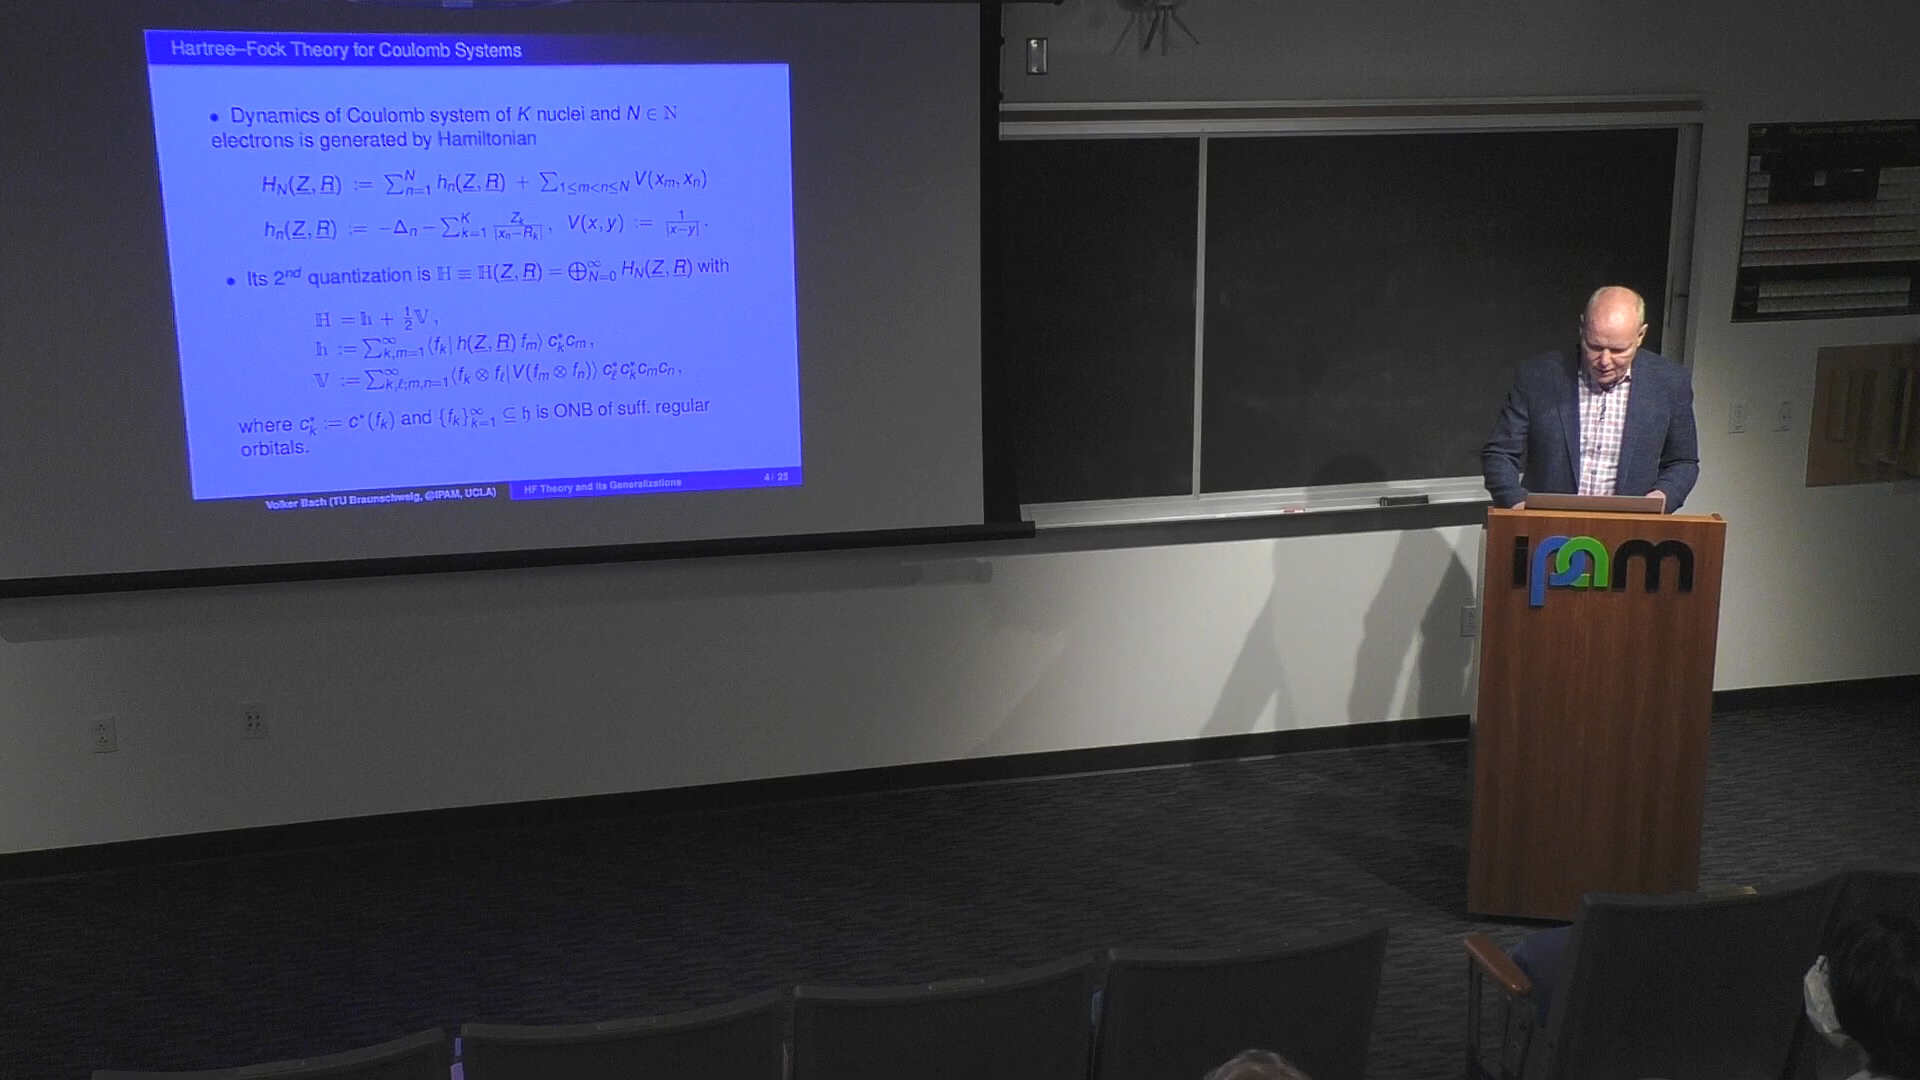 Hartree–Fock Theory for Coulomb Systems
• Dynamics of Coulomb system of K nuclei and N ∈ ℕ
electrons is generated by Hamiltonian
H_N(Z, R) := ∑_{n=1}^N h_n(Z, R) + ∑_{1≤m<n≤N} V(x_m, x_n)
h_n(Z, R) := −Δ_n − ∑_{k=1}^K Z_k/|x_n−R_k| , V(x, y) := 1/|x−y| .
• Its 2nd quantization is ℍ ≡ ℍ(Z, R) = ⊕_{N=0}^∞ H_N(Z, R) with
ℍ = 𝕙 + ½𝕍 ,
𝕙 := ∑_{k,m=1}^∞ ⟨f_k| h(Z, R) f_m⟩ c_k^* c_m ,
𝕍 := ∑_{k,ℓ;m,n=1}^∞ ⟨f_k ⊗ f_ℓ|V(f_m ⊗ f_n)⟩ c_ℓ^* c_k^* c_m c_n ,
where c_k^* := c^*(f_k) and {f_k}_{k=1}^∞ ⊆ 𝔥 is ONB of suff. regular
orbitals.
Volker Bach (TU Braunschweig, @IPAM, UCLA) HF Theory and its Generalizations 4 / 25
ipam